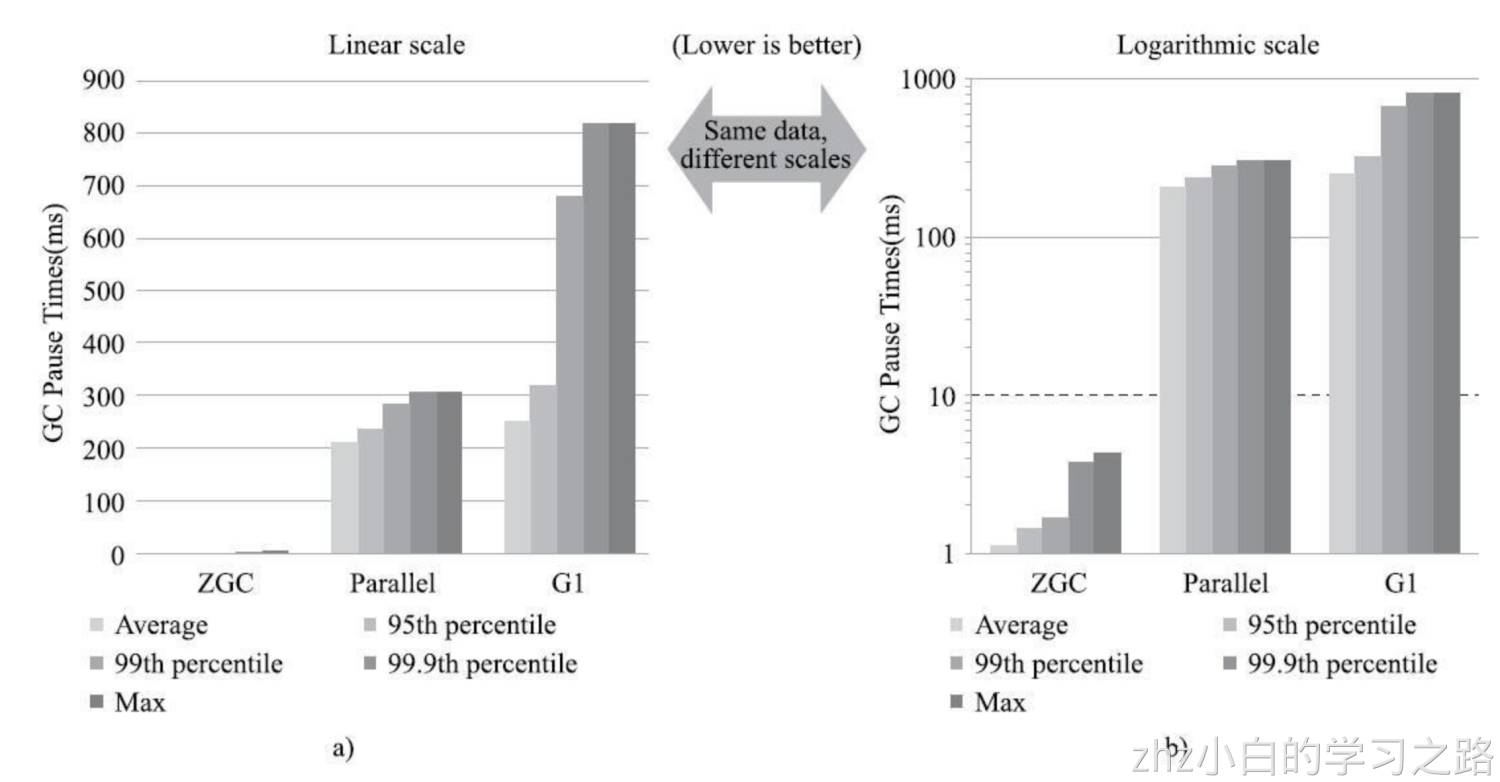 Linear scale
(Lower is better)
Logarithmic scale
Same data,
different scales
GC Pause Times(ms)
900
800
700
600
500
400
300
200
100
0
ZGC
Parallel
G1
Average
95th percentile
99th percentile
99.9th percentile
Max
a)
GC Pause Times(ms)
1000
100
10
1
ZGC
Parallel
G1
Average
95th percentile
99th percentile
99.9th percentile
Max
b)
zhz小白的学习之路